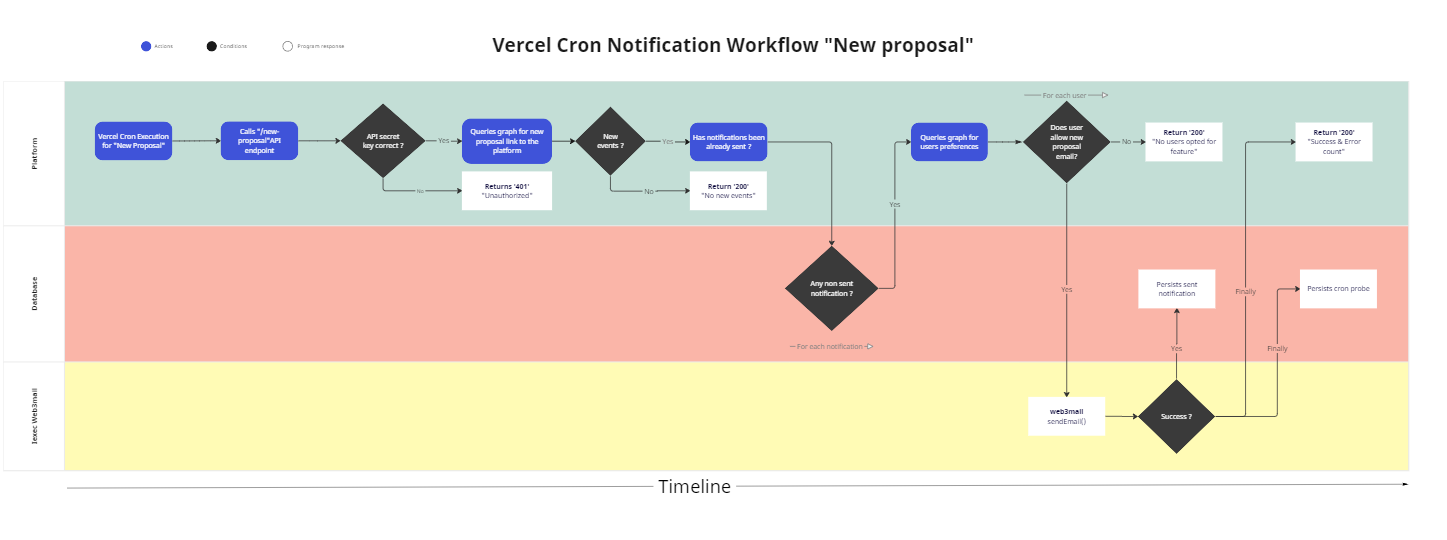 Vercel Cron Notification Workflow "New proposal"
Actions
Conditions
Program response
Platform
Vercel Cron Execution
for "New Proposal"
Calls "/new-
proposal"API
endpoint
API secret
key correct ?
Yes
No
Queries graph for new
proposal link to the
platform
Returns '401'
"Unauthorized"
New
events ?
Yes
No
Has notifications been
already sent ?
Return '200'
"No new events"
Yes
Queries graph for
users preferences
For each user
Does user
allow new
proposal
email?
No
Return '200'
"No users opted for
feature"
Return '200'
"Success & Error
count"
Database
Any non sent
notification ?
For each notification
Yes
Persists sent
notification
Yes
Finally
Finally
Persists cron probe
Iexec Web3mail
web3mail
sendEmail()
Success ?
Timeline